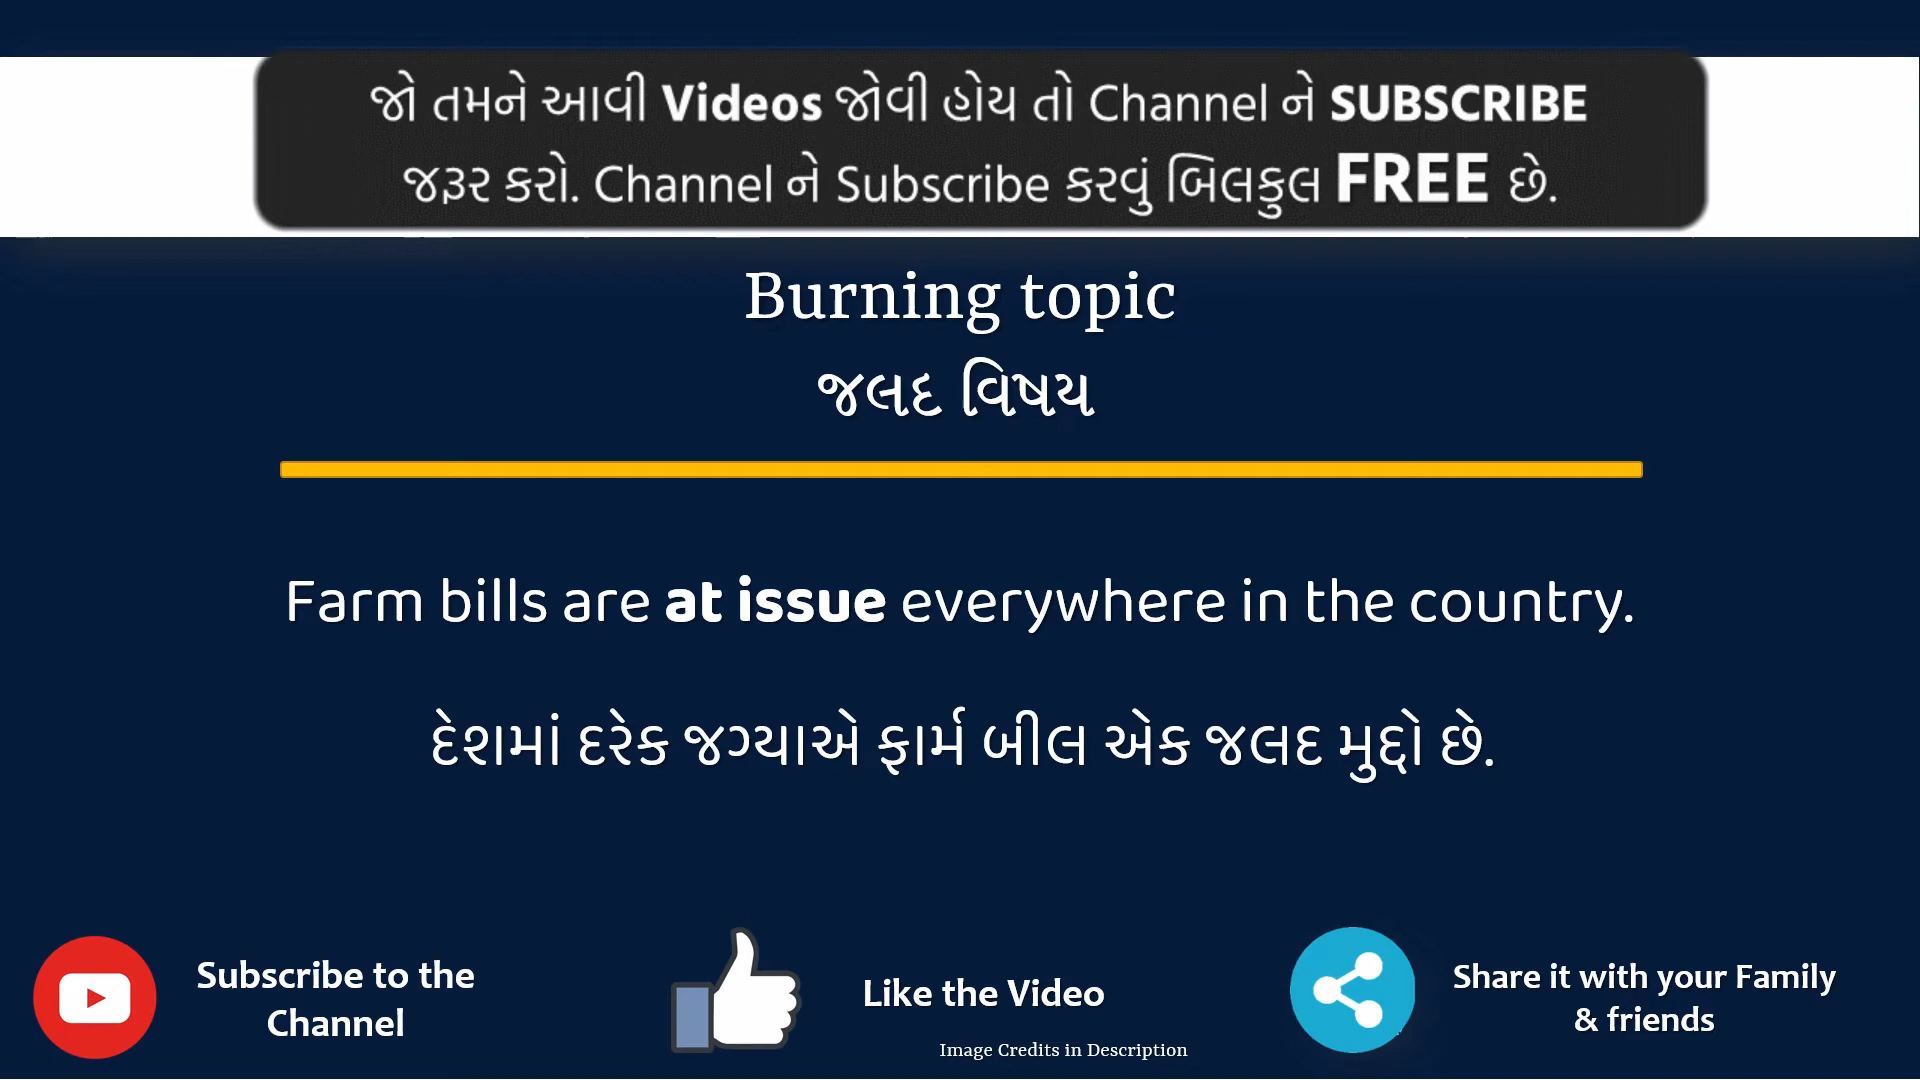 જો તમને આવી Videos જોવી હોય તો Channel ને SUBSCRIBE
જરૂર કરો. Channel ને Subscribe કરવું બિલકુલ FREE છે.
Burning topic
જલદ વિષય
Farm bills are at issue everywhere in the country.
દેશમાં દરેક જગ્યાએ ફાર્મ બીલ એક જલદ મુદ્દો છે.
Subscribe to the
Channel
Like the Video
Share it with your Family
& friends
Image Credits in Description